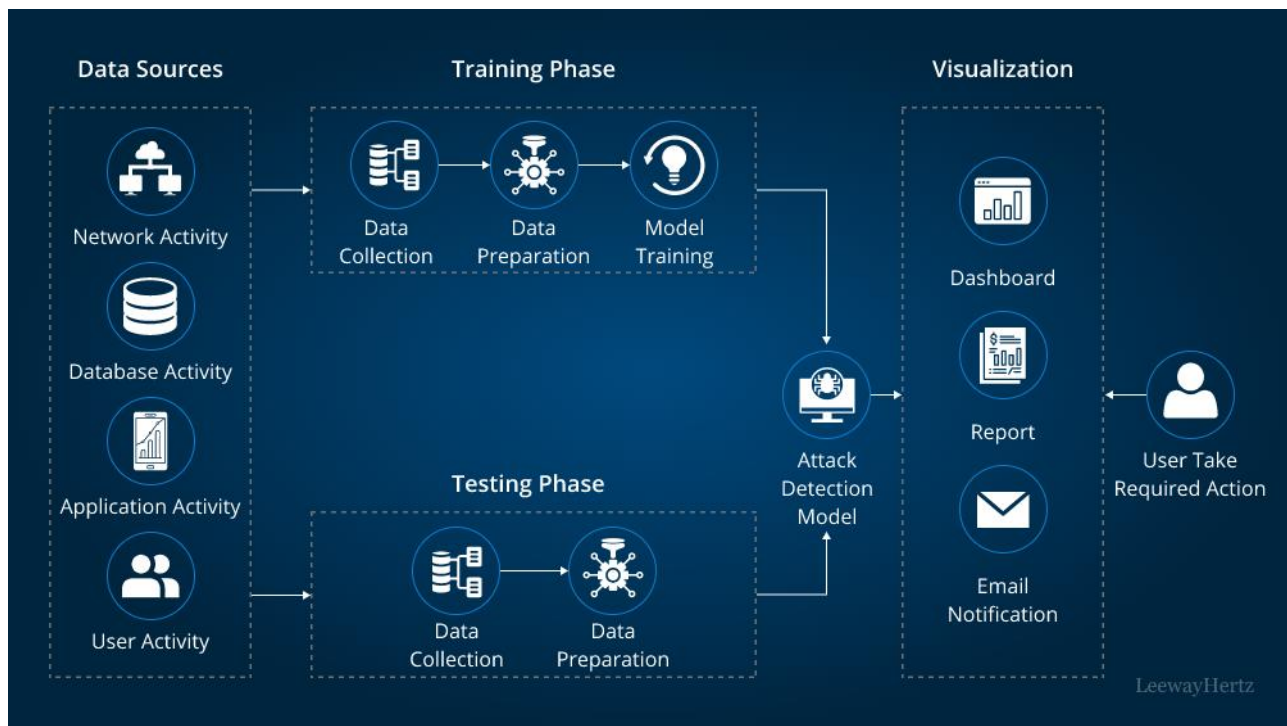 Data Sources
Training Phase
Visualization
Network Activity
Database Activity
Application Activity
User Activity
Data
Collection
Data
Preparation
Model
Training
Testing Phase
Data
Collection
Data
Preparation
Attack
Detection
Model
Dashboard
$
Report
Email
Notification
User Take
Required Action
LeewayHertz